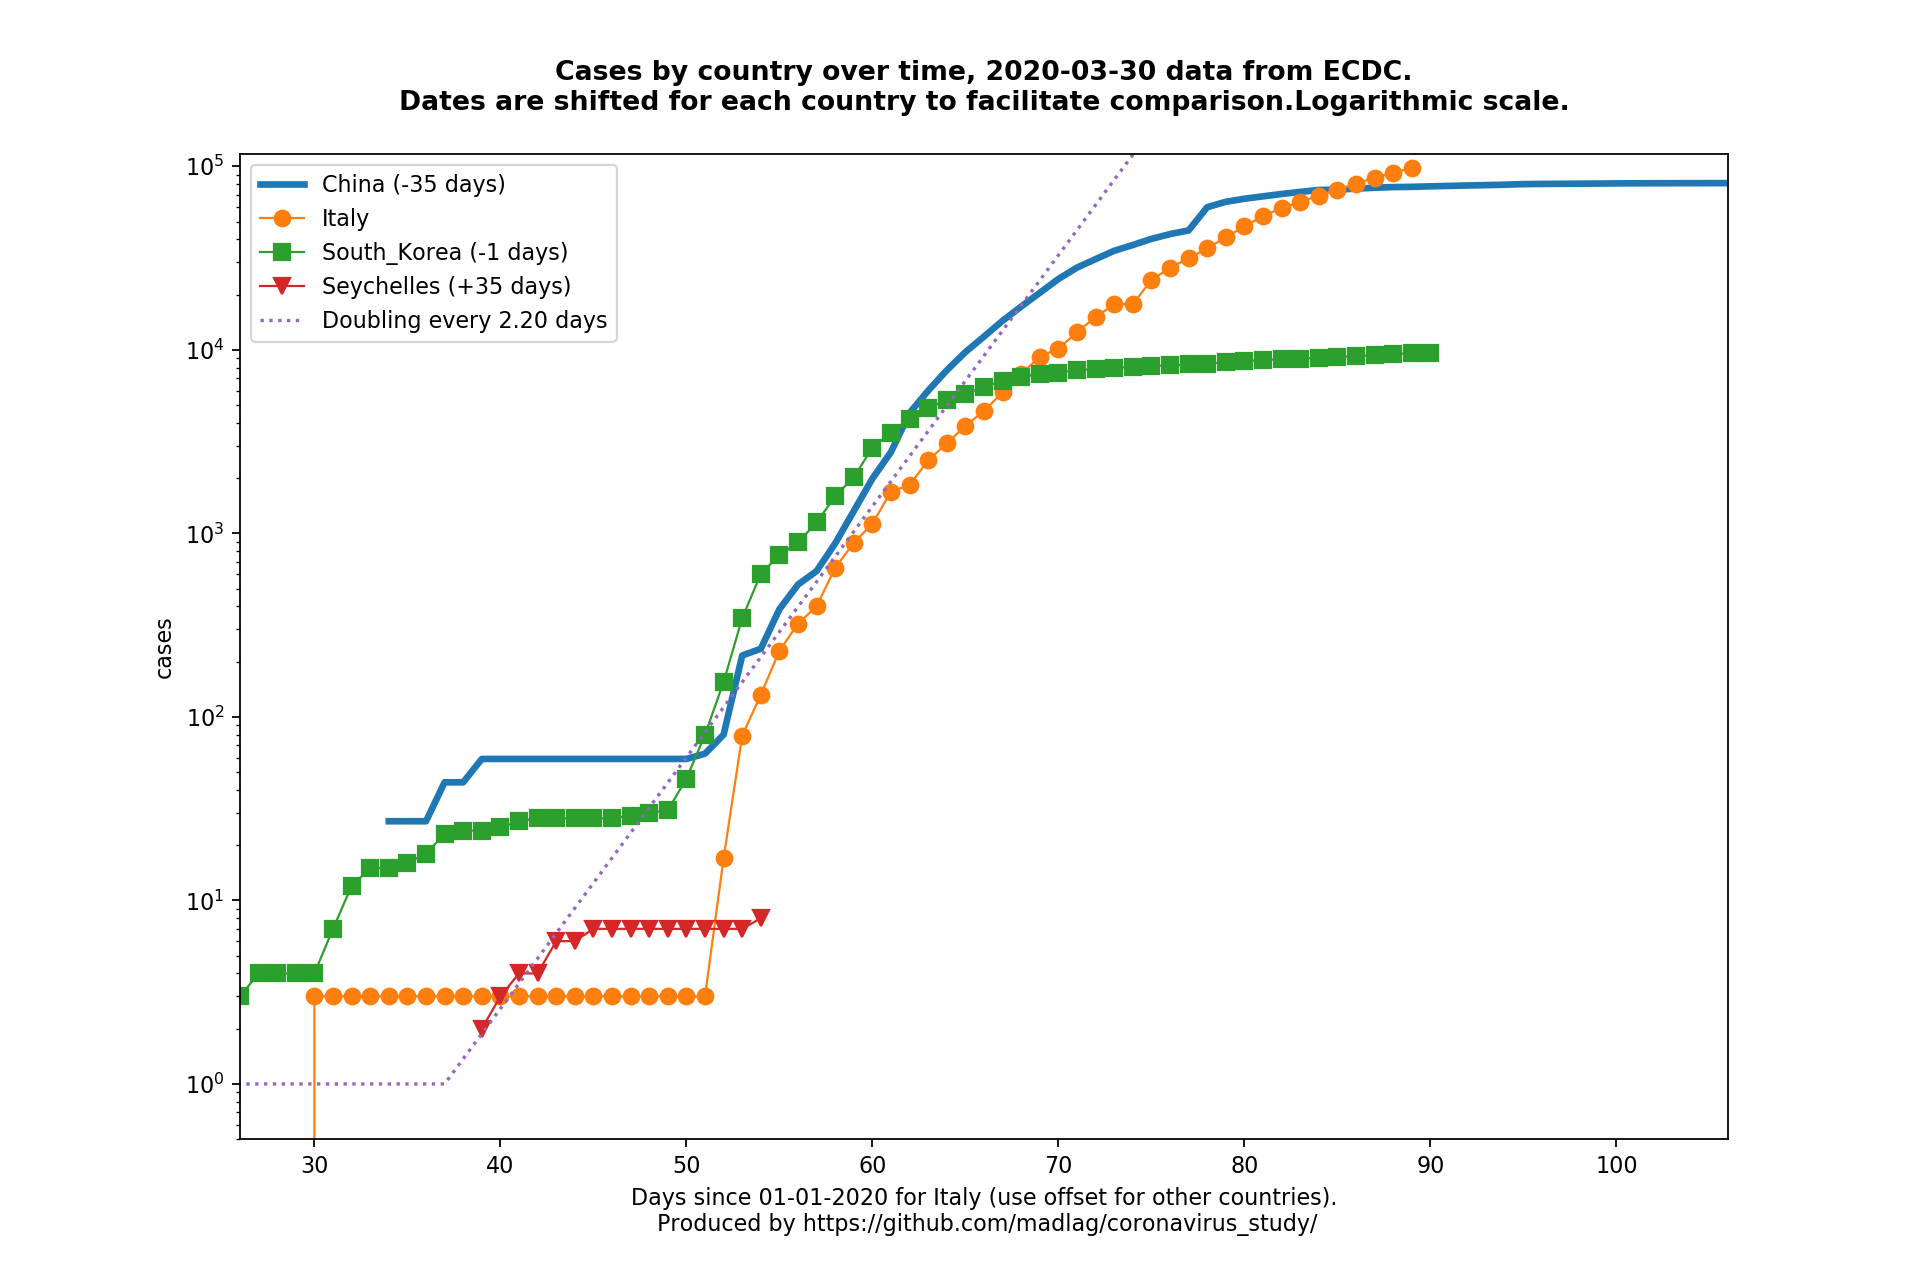 Cases by country over time, 2020-03-30 data from ECDC.
Dates are shifted for each country to facilitate comparison.Logarithmic scale.
10^5
10^4
10^3
10^2
10^1
10^0
cases
China (-35 days)
Italy
South_Korea (-1 days)
Seychelles (+35 days)
Doubling every 2.20 days
30 40 50 60 70 80 90 100
Days since 01-01-2020 for Italy (use offset for other countries).
Produced by https://github.com/madlag/coronavirus_study/